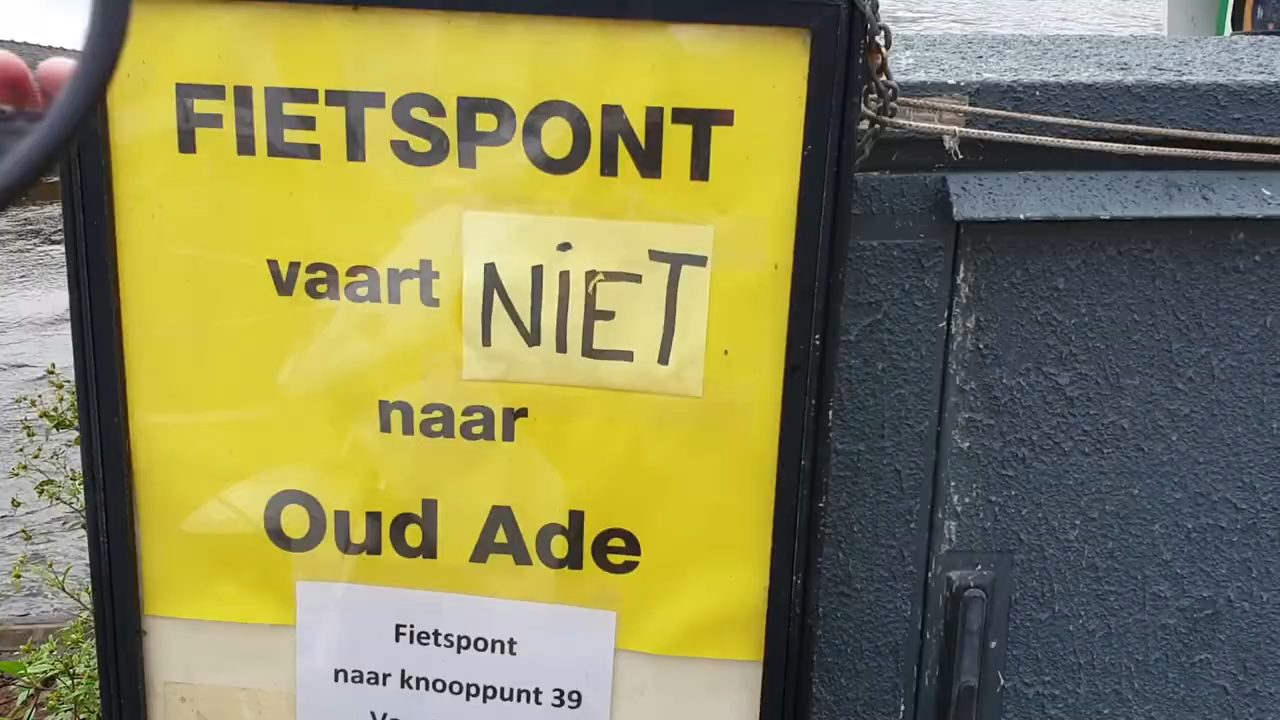 FIETSPONT
vaart NIET
naar
Oud Ade
Fietspont
naar knooppunt 39